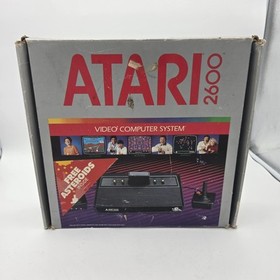 ATARI 2600
VIDEO COMPUTER SYSTEM
FREE
ASTEROIDS